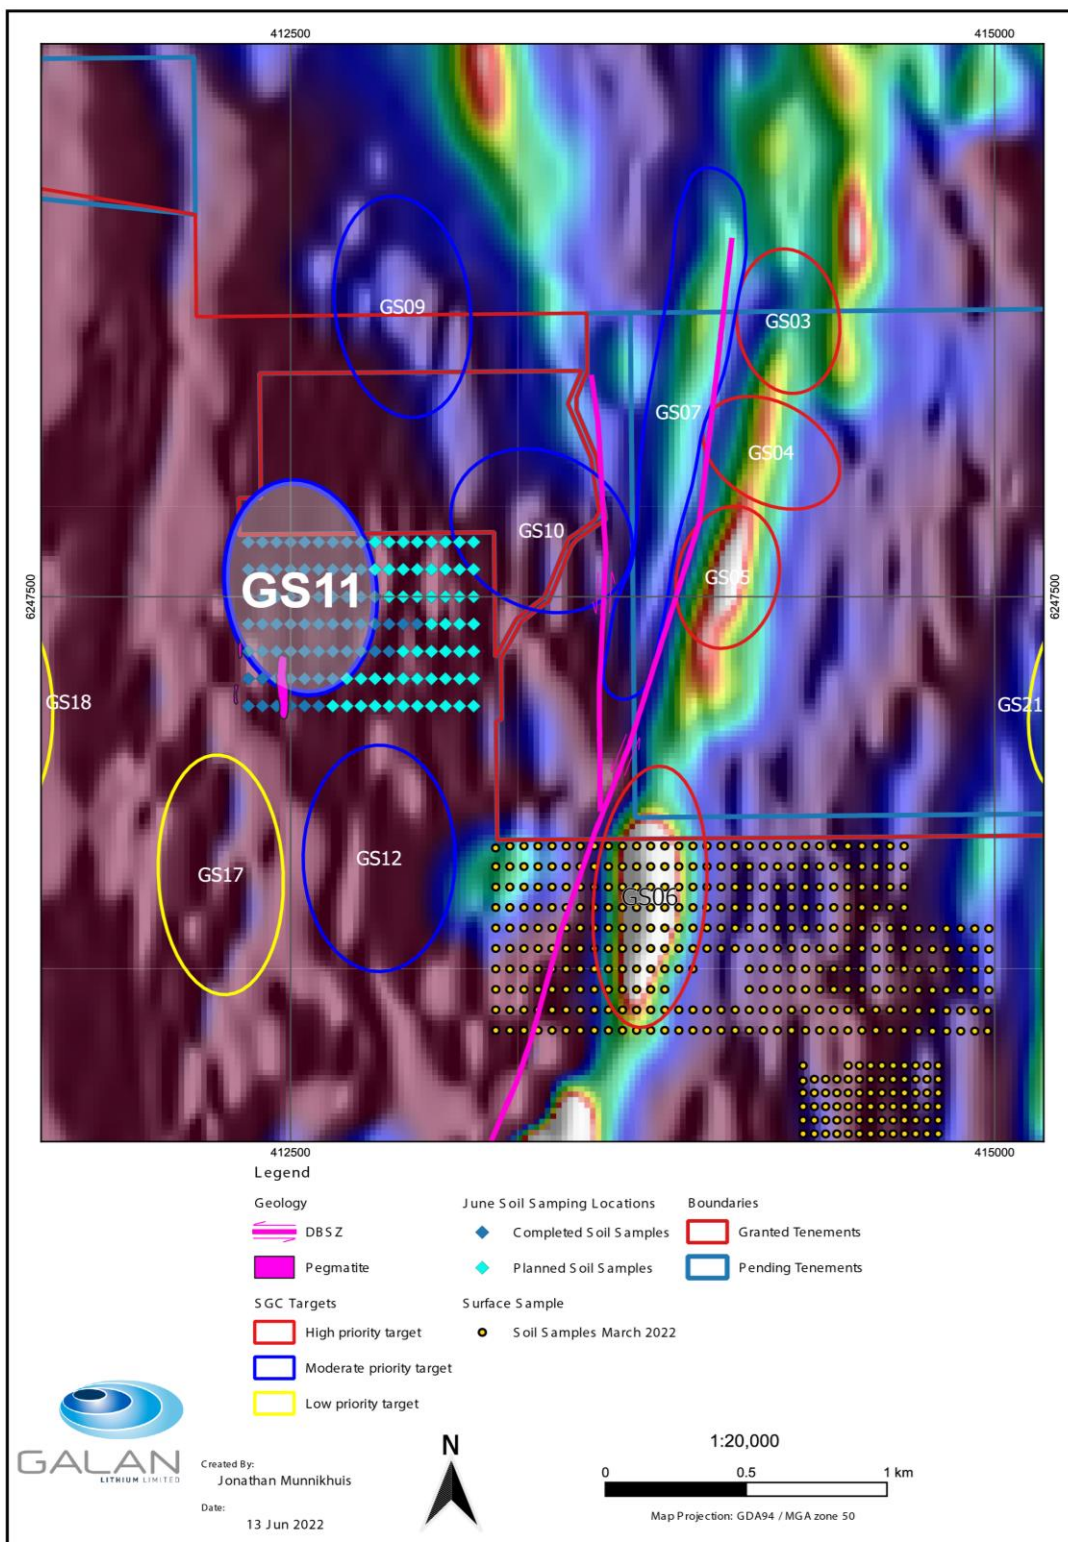 412500
415000
GS09
GS03
GS07
GS04
GS10
GS05
GS11
6247500
6247500
GS18
GS21
GS17
GS12
GS06
412500
415000
Legend
Geology
DBSZ
Pegmatite
SGC Targets
High priority target
Moderate priority target
Low priority target
June Soil Samping Locations
Completed Soil Samples
Planned Soil Samples
Surface Sample
Soil Samples March 2022
Boundaries
Granted Tenements
Pending Tenements
GALAN
LITHIUM LIMITED
Created By:
Jonathan Munnikhuis
Date:
13 Jun 2022
N
1:20,000
0 0.5 1 km
Map Projection: GDA94 / MGA zone 50